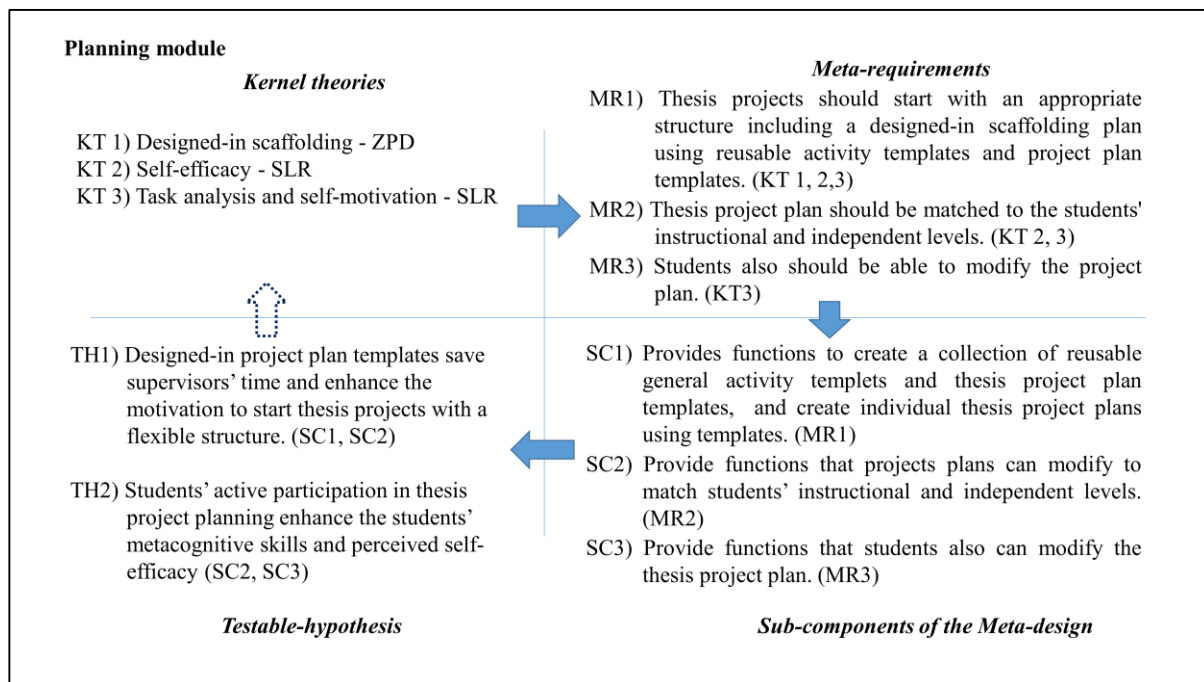 Planning module
Kernel theories
KT 1) Designed-in scaffolding - ZPD
KT 2) Self-efficacy - SLR
KT 3) Task analysis and self-motivation - SLR
Meta-requirements
MR1) Thesis projects should start with an appropriate
structure including a designed-in scaffolding plan
using reusable activity templates and project plan
templates. (KT 1, 2,3)
MR2) Thesis project plan should be matched to the students'
instructional and independent levels. (KT 2, 3)
MR3) Students also should be able to modify the project
plan. (KT3)
TH1) Designed-in project plan templates save
supervisors’ time and enhance the
motivation to start thesis projects with a
flexible structure. (SC1, SC2)
TH2) Students’ active participation in thesis
project planning enhance the students’
metacognitive skills and perceived self-
efficacy (SC2, SC3)
Testable-hypothesis
SC1) Provides functions to create a collection of reusable
general activity templets and thesis project plan
templates, and create individual thesis project plans
using templates. (MR1)
SC2) Provide functions that projects plans can modify to
match students’ instructional and independent levels.
(MR2)
SC3) Provide functions that students also can modify the
thesis project plan. (MR3)
Sub-components of the Meta-design